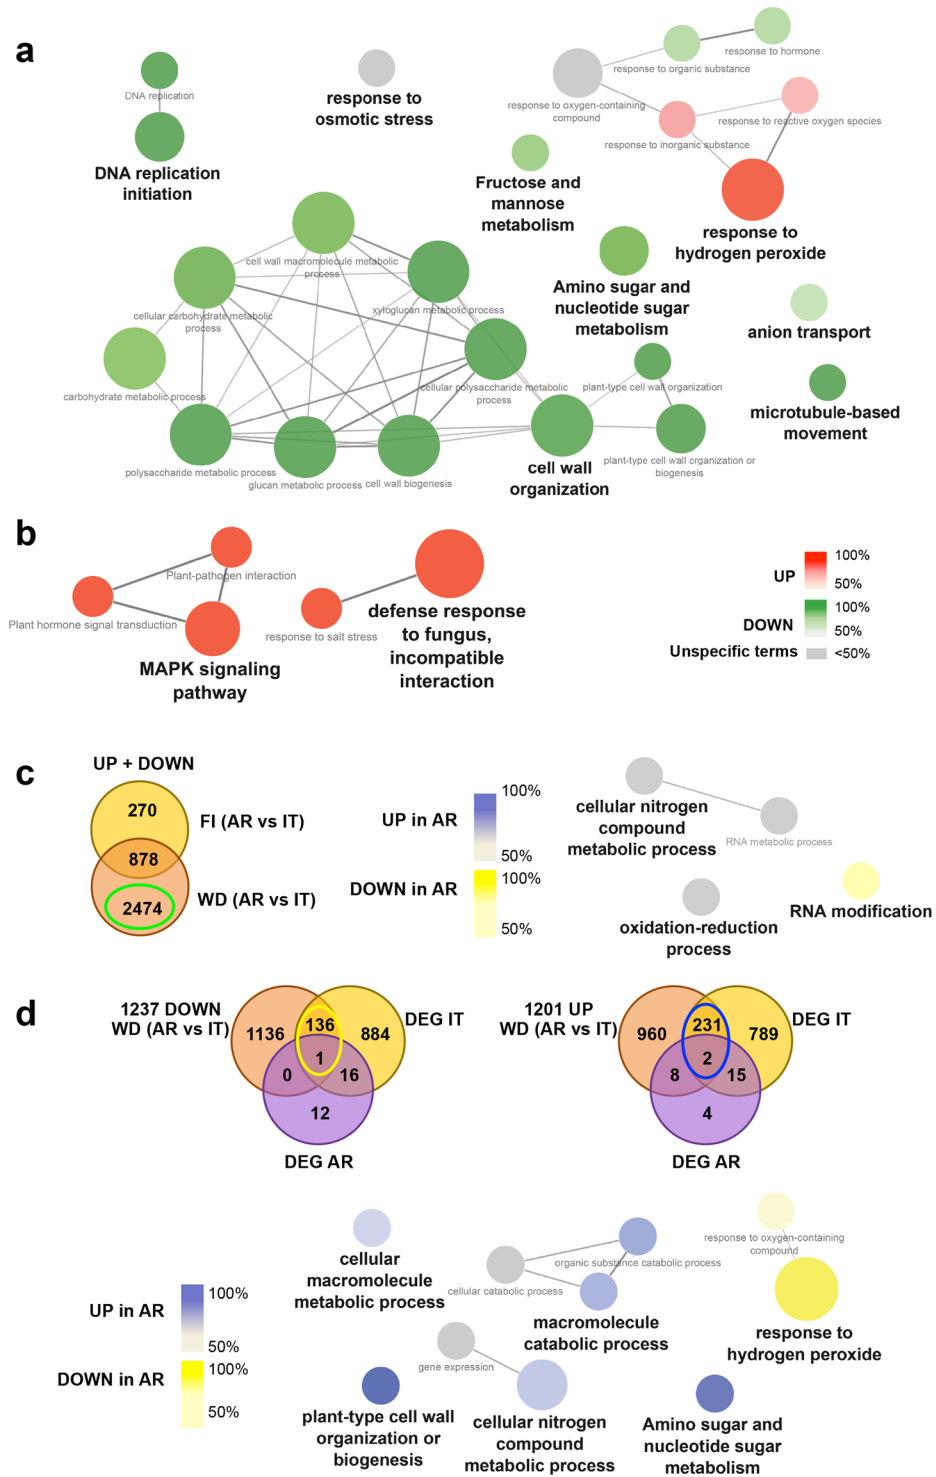 a
DNA replication
DNA replication
initiation
response to
osmotic stress
response to hormone
response to organic substance
response to oxygen-containing
compound
response to reactive oxygen species
response to inorganic substance
response to
hydrogen peroxide
Fructose and
mannose
metabolism
Amino sugar and
nucleotide sugar
metabolism
anion transport
microtubule-based
movement
cell wall macromolecule metabolic
process
xyloglucan metabolic process
cellular carbohydrate metabolic
process
carbohydrate metabolic process
cellular polysaccharide metabolic
process
plant-type cell wall organization
polysaccharide metabolic process
glucan metabolic process
cell wall biogenesis
cell wall
organization
plant-type cell wall organization or
biogenesis
b
Plant-pathogen interaction
Plant hormone signal transduction
MAPK signaling
pathway
response to salt stress
defense response
to fungus,
incompatible
interaction
UP
100%
50%
DOWN
100%
50%
Unspecific terms
<50%
c
UP + DOWN
270
FI (AR vs IT)
878
WD (AR vs IT)
2474
UP in AR
100%
50%
DOWN in AR
100%
50%
cellular nitrogen
compound
metabolic process
RNA metabolic process
oxidation-reduction
process
RNA modification
d
1237 DOWN
WD (AR vs IT)
1136
136
884
DEG IT
1
0
16
12
DEG AR
1201 UP
WD (AR vs IT)
960
231
789
DEG IT
2
8
15
4
DEG AR
UP in AR
100%
50%
DOWN in AR
100%
50%
cellular
macromolecule
metabolic process
organic substance catabolic process
cellular catabolic process
macromolecule
catabolic process
response to oxygen-containing
compound
response to
hydrogen peroxide
gene expression
plant-type cell wall
organization or
biogenesis
cellular nitrogen
compound
metabolic process
Amino sugar and
nucleotide sugar
metabolism